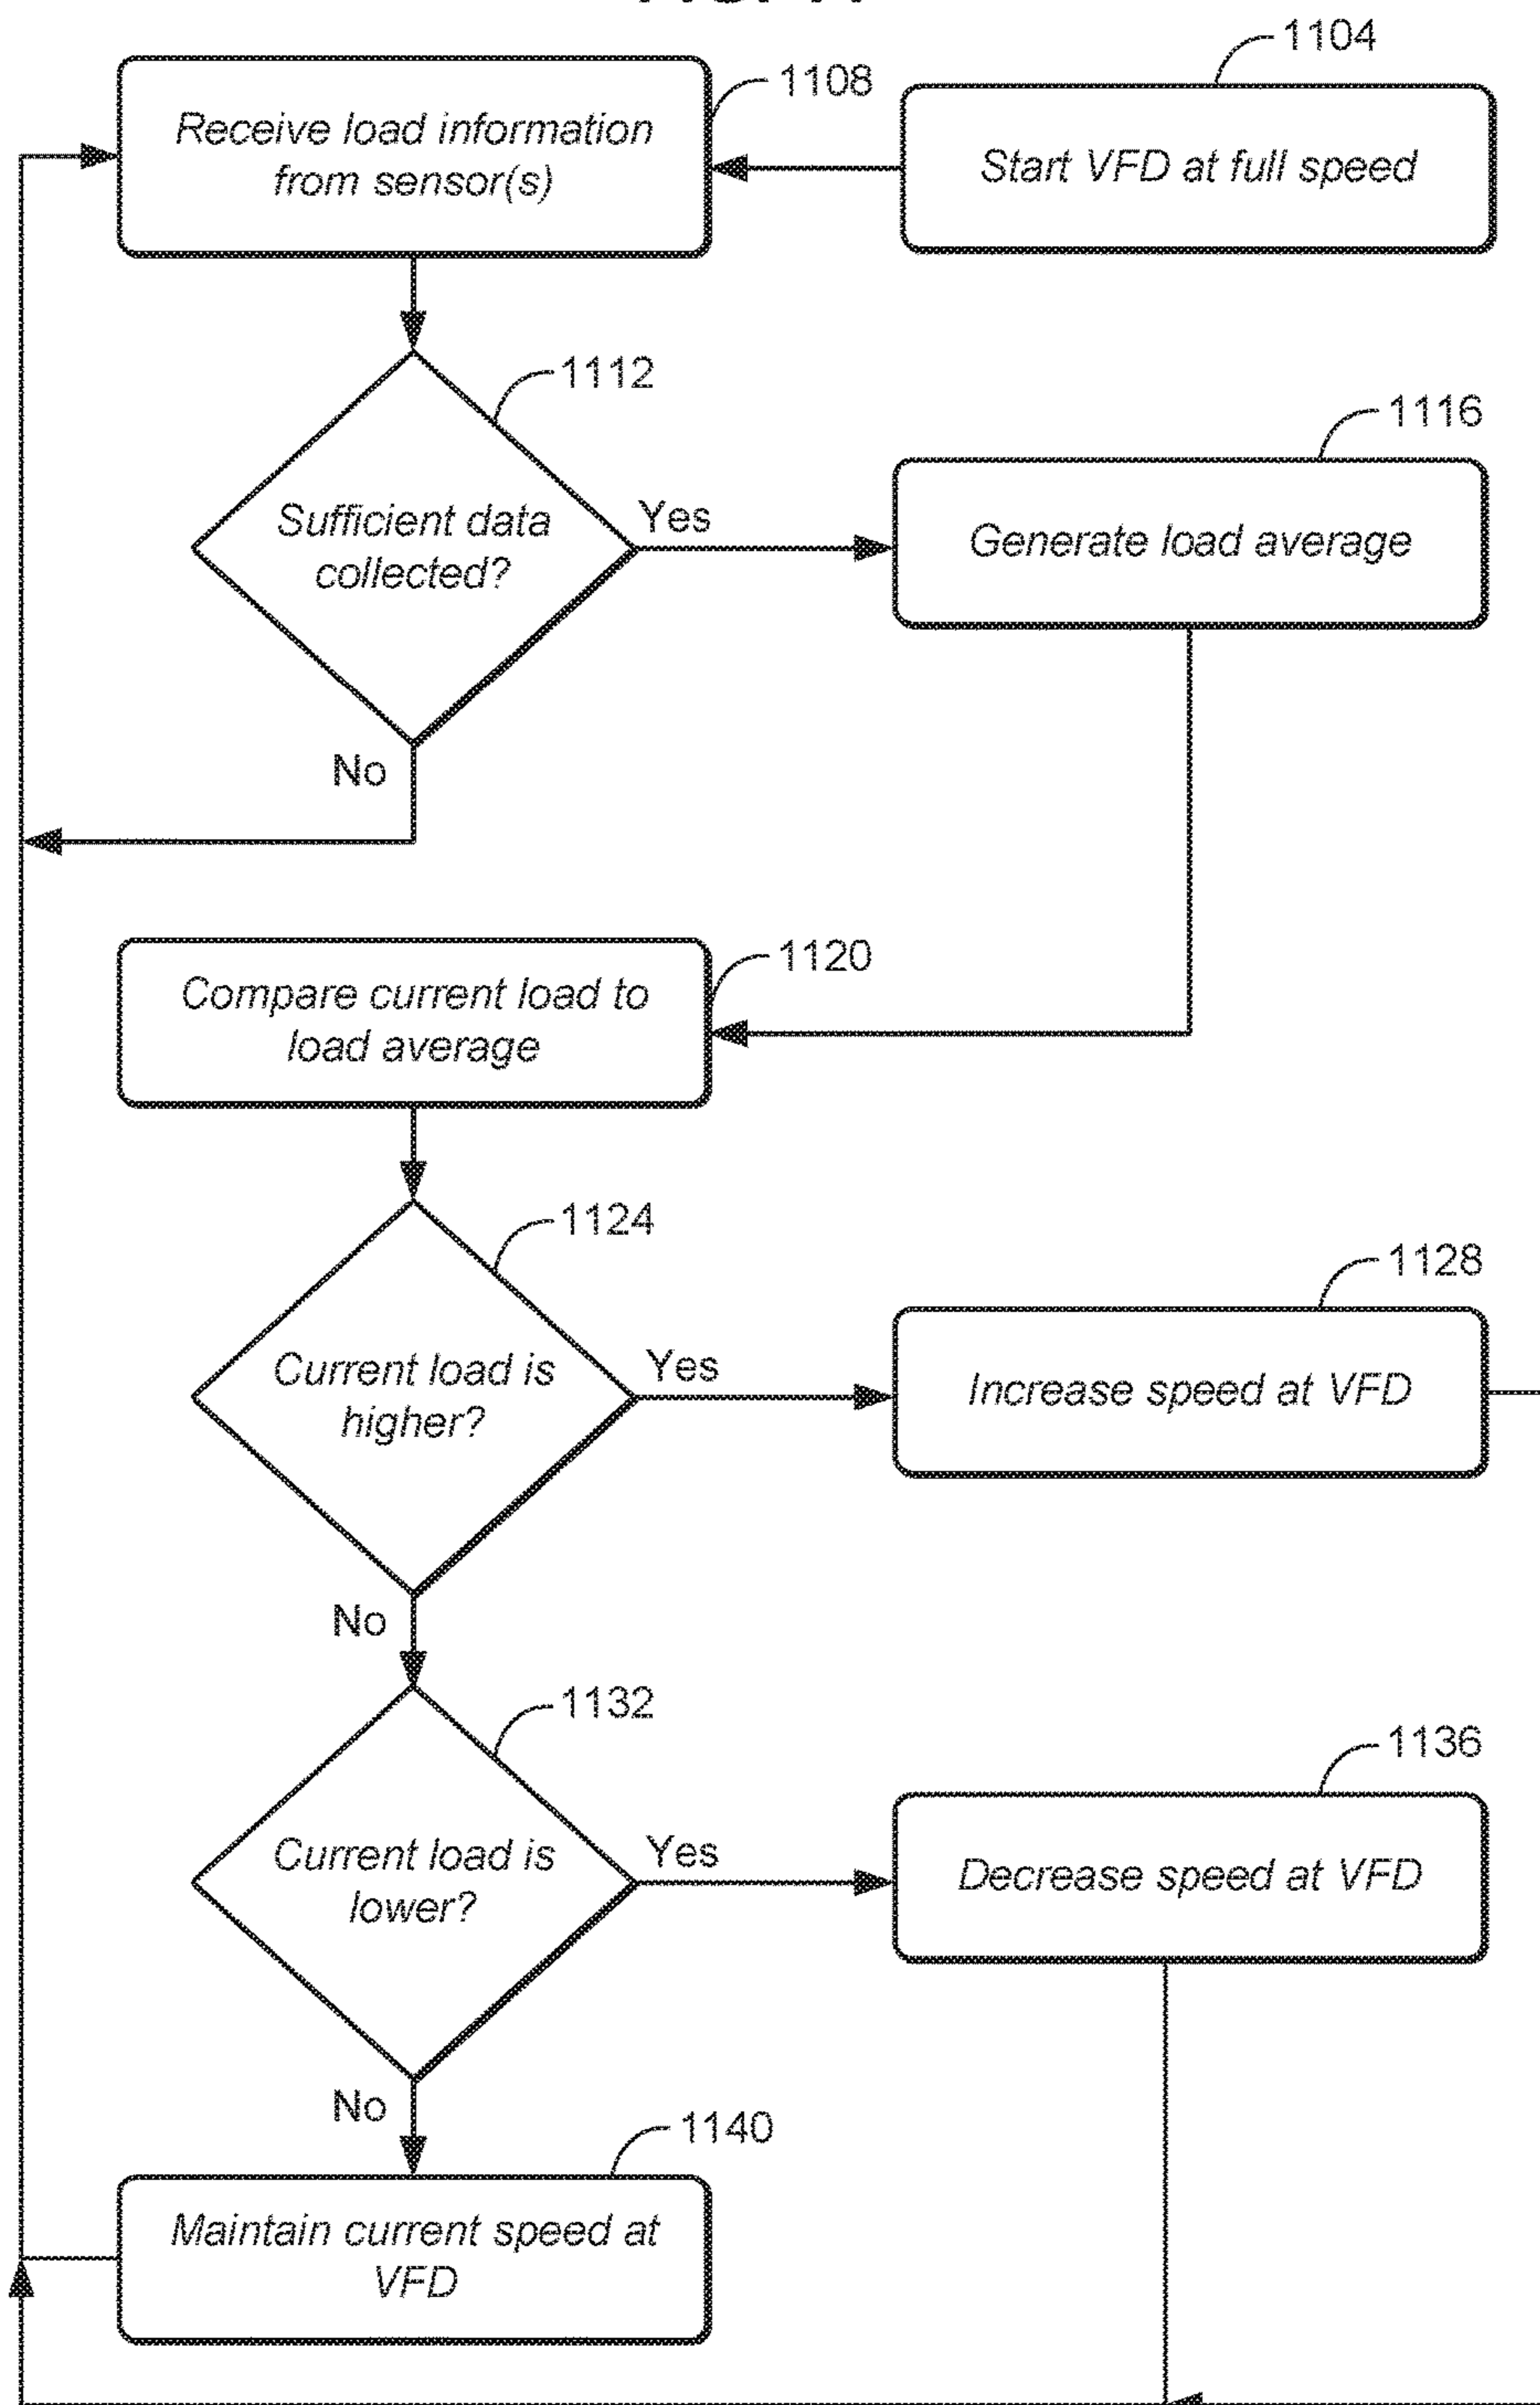 1104
1108
Receive load information
from sensor(s)
Start VFD at full speed
1112
1116
Sufficient data
collected?
Yes
Generate load average
No
1120
Compare current load to
load average
1124
1128
Current load is
higher?
Yes
Increase speed at VFD
No
1132
1136
Current load is
lower?
Yes
Decrease speed at VFD
No
1140
Maintain current speed at
VFD